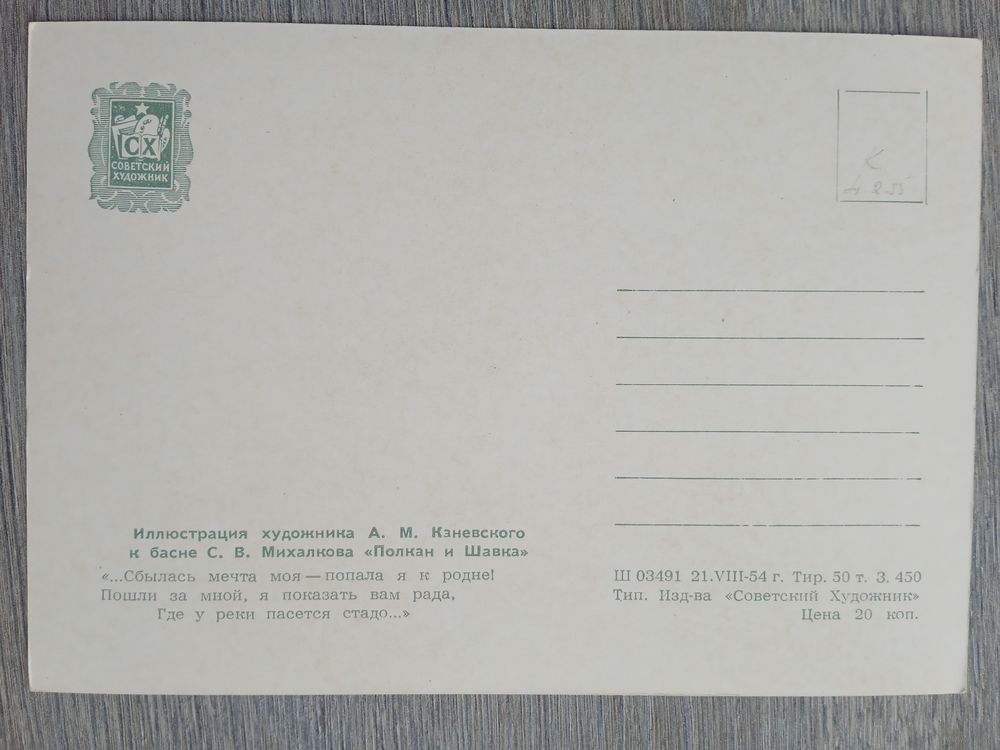 СХ
СОВЕТСКИЙ
ХУДОЖНИК
К
Иллюстрация художника А. М. Каневского
к басне С. В. Михалкова «Полкан и Шавка»
«...Сбылась мечта моя — попала я к родне!
Пошли за мной, я показать вам рада,
Где у реки пасется стадо...»
Ш 03491 21.VIII-54 г. Тир. 50 т. З. 450
Тип. Изд-ва «Советский Художник»
Цена 20 коп.